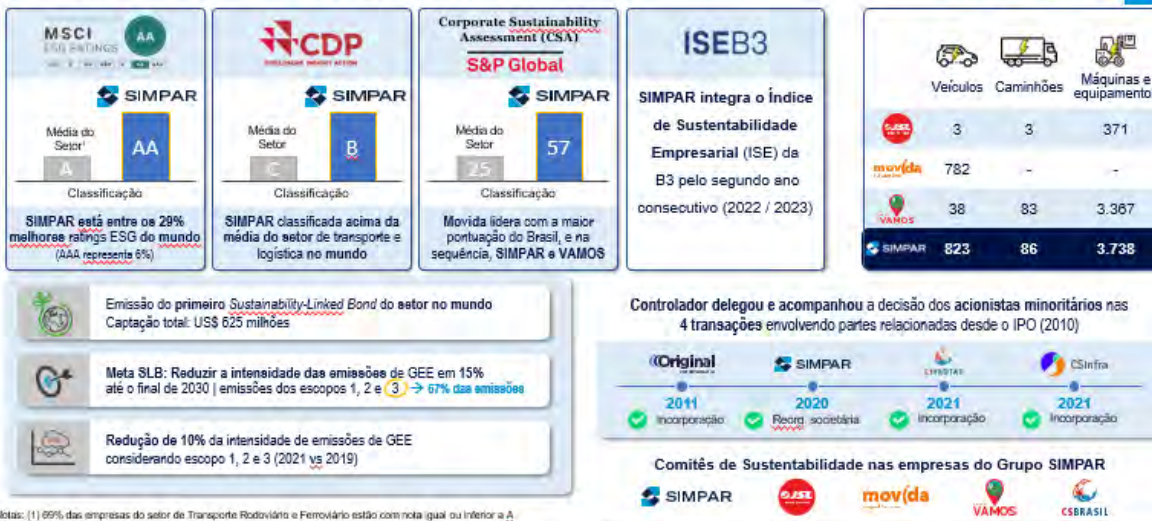 MSCI
ESG RATINGS
AA
SIMPAR
Média do
Setor¹
A
AA
Classificação
SIMPAR está entre os 29%
melhores ratings ESG do mundo
(AAA representa 6%)
CDP
DISCLOSURE INSIGHT ACTION
SIMPAR
Média do
Setor
C
B
Classificação
SIMPAR classificada acima da
média do setor de transporte e
logística no mundo
Corporate Sustainability
Assessment (CSA)
S&P Global
SIMPAR
Média do
Setor
25
57
Classificação
Movida lidera com a maior
pontuação do Brasil, e na
sequência, SIMPAR e VAMOS
ISEB3
SIMPAR integra o Índice
de Sustentabilidade
Empresarial (ISE) da
B3 pelo segundo ano
consecutivo (2022 / 2023)
Veículos Caminhões Máquinas e
equipamento
JSL 3 3 371
movida 782 - -
VAMOS 38 83 3.367
SIMPAR 823 86 3.738
Emissão do primeiro Sustainability-Linked Bond do setor no mundo
Captação total: US$ 625 milhões
Meta SLB: Reduzir a intensidade das emissões de GEE em 15%
até o final de 2030 | emissões dos escopos 1, 2 e 3 → 67% das emissões
Redução de 10% da intensidade de emissões de GEE
considerando escopo 1, 2 e 3 (2021 vs 2019)
Controlador delegou e acompanhou a decisão dos acionistas minoritários nas
4 transações envolvendo partes relacionadas desde o IPO (2010)
Original SIMPAR CSInfra
2011 2020 2021 2021
Incorporação Reorg. societária Incorporação Incorporação
Comitês de Sustentabilidade nas empresas do Grupo SIMPAR
SIMPAR JSL movida VAMOS CSBRASIL
Notas: (1) 69% das empresas do setor de Transporte Rodoviário e Ferroviário estão com nota igual ou inferior a A